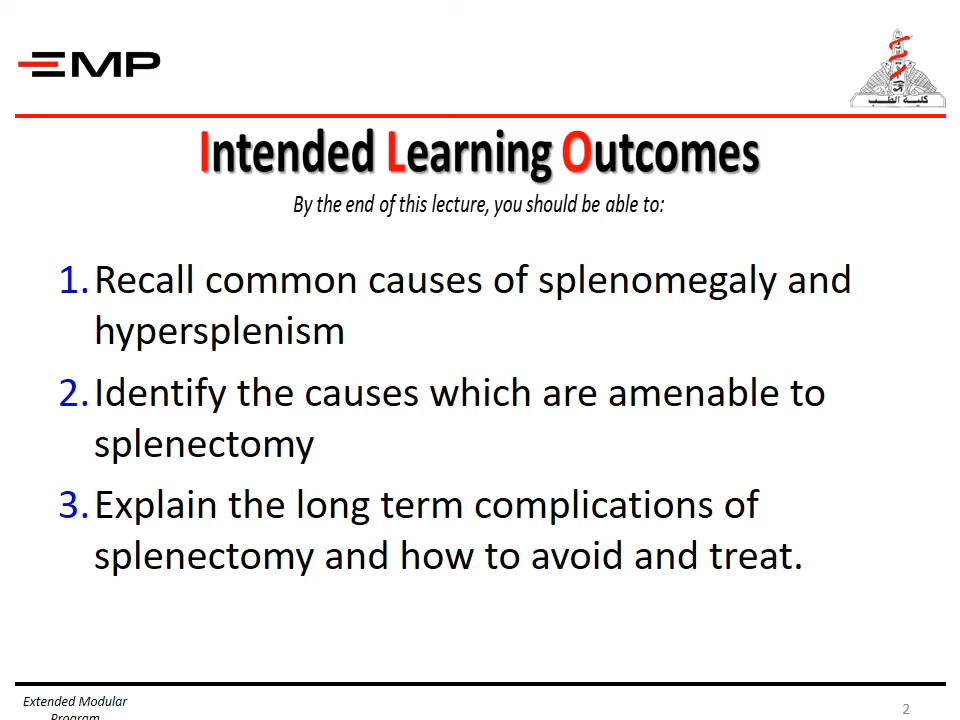 EMP
كلية الطب
Intended Learning Outcomes
By the end of this lecture, you should be able to:
1. Recall common causes of splenomegaly and
hypersplenism
2. Identify the causes which are amenable to
splenectomy
3. Explain the long term complications of
splenectomy and how to avoid and treat.
Extended Modular
Program
2